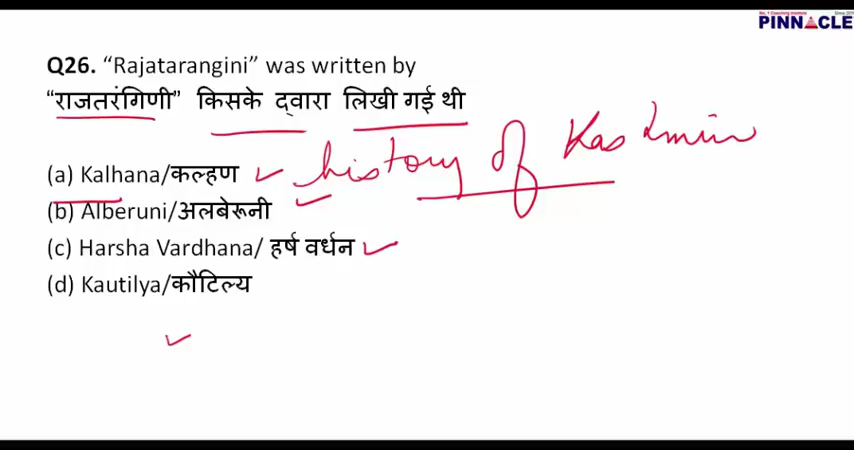 PINNACLE
Q26. “Rajatarangini” was written by
“राजतरंगिणी” किसके द्वारा लिखी गई थी
history of Kashmir
(a) Kalhana/कल्हण
(b) Alberuni/अलबेरूनी
(c) Harsha Vardhana/ हर्ष वर्धन
(d) Kautilya/कौटिल्य